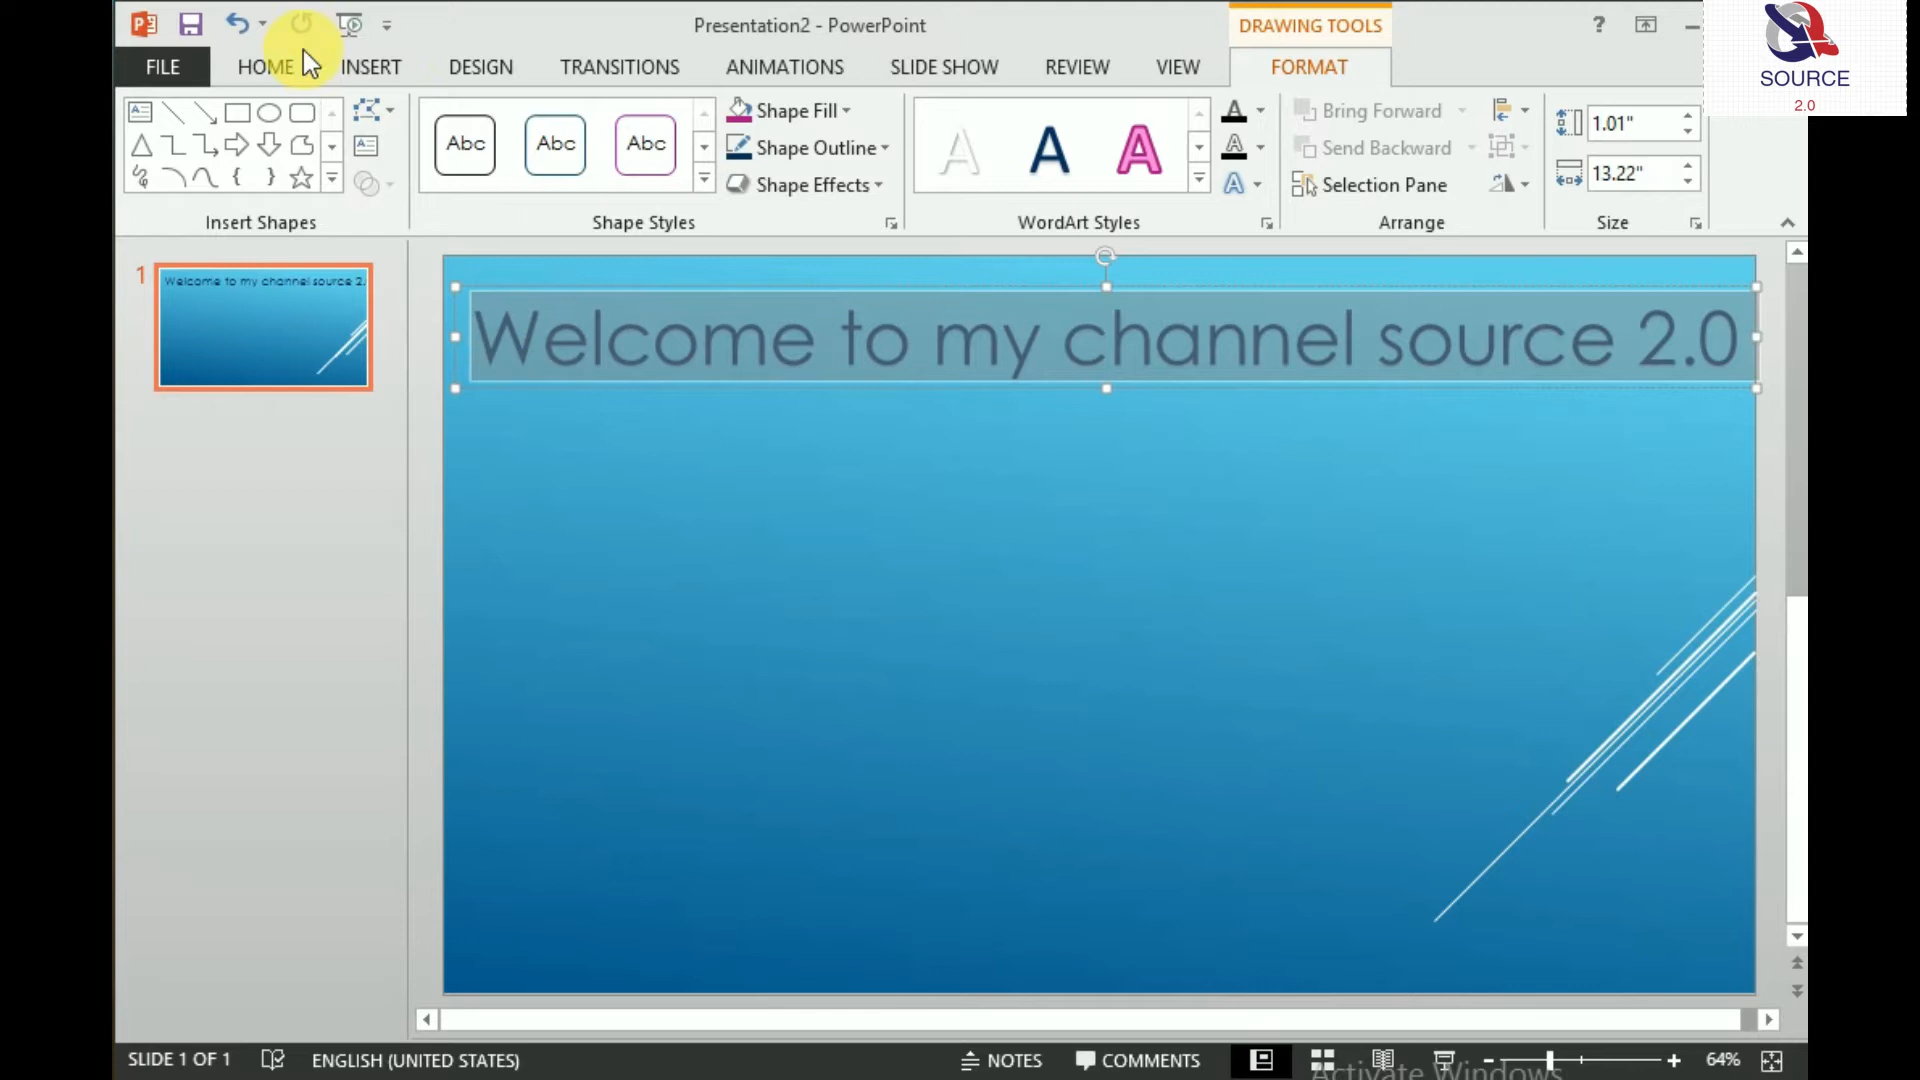 Presentation2 - PowerPoint
DRAWING TOOLS
?
SOURCE
2.0
FILE
HOME
INSERT
DESIGN
TRANSITIONS
ANIMATIONS
SLIDE SHOW
REVIEW
VIEW
FORMAT
Abc
Abc
Abc
Shape Fill
Shape Outline
Shape Effects
A
A
A
Bring Forward
Send Backward
Selection Pane
1.01"
13.22"
Insert Shapes
Shape Styles
WordArt Styles
Arrange
Size
1
Welcome to my channel source 2.
Welcome to my channel source 2.0
SLIDE 1 OF 1
ENGLISH (UNITED STATES)
NOTES
COMMENTS
64%
Activate Windows